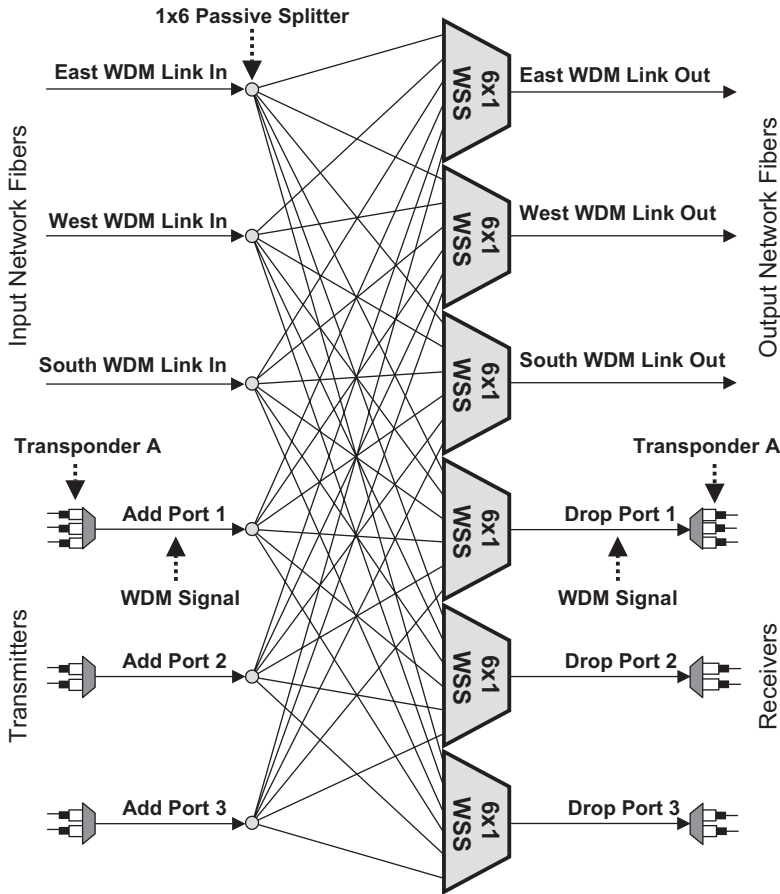 1x6 Passive Splitter
East WDM Link In
6x1
WSS
East WDM Link Out
Input Network Fibers
West WDM Link In
6x1
WSS
West WDM Link Out
Output Network Fibers
South WDM Link In
6x1
WSS
South WDM Link Out
Transponder A
Transponder A
Add Port 1
6x1
WSS
Drop Port 1
WDM Signal
WDM Signal
Transmitters
Add Port 2
6x1
WSS
Drop Port 2
Receivers
Add Port 3
6x1
WSS
Drop Port 3